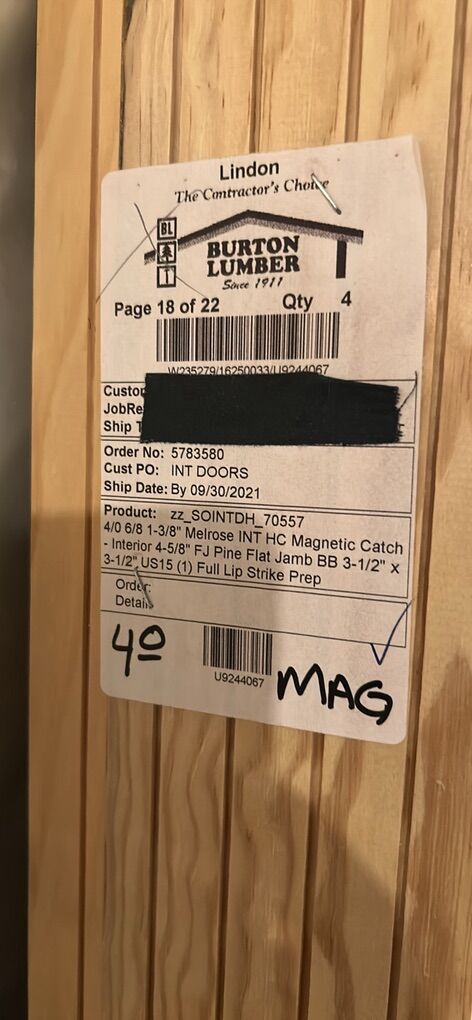 Lindon
The Contractor's Choice
BL
BURTON
LUMBER
Since 1911
Page 18 of 22 Qty 4
W235279/16250033/U9244067
Custo
JobRe
Ship T
Order No: 5783580
Cust PO: INT DOORS
Ship Date: By 09/30/2021
Product: zz_SOINTDH_70557
4/0 6/8 1-3/8" Melrose INT HC Magnetic Catch
- Interior 4-5/8" FJ Pine Flat Jamb BB 3-1/2" x
3-1/2" US15 (1) Full Lip Strike Prep
Order:
Details
40
U9244067
MAG